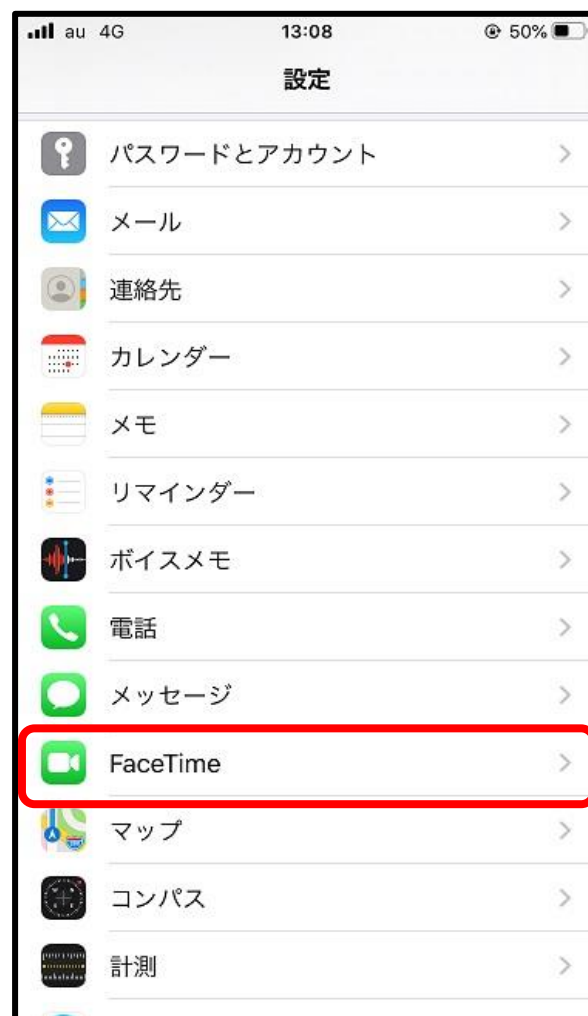 au 4G 13:08 50%
設定
パスワードとアカウント
メール
連絡先
カレンダー
メモ
リマインダー
ボイスメモ
電話
メッセージ
FaceTime
マップ
コンパス
計測